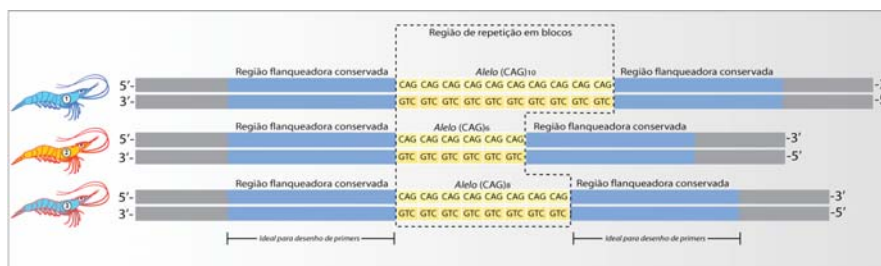 Região de repetição em blocos
Região flanqueadora conservada Alelo (CAG)10 Região flanqueadora conservada
1 5’- CAG CAG CAG CAG CAG CAG CAG CAG CAG CAG -3’
3’- GTC GTC GTC GTC GTC GTC GTC GTC GTC GTC -5’
Região flanqueadora conservada Alelo (CAG)6 Região flanqueadora conservada
2 5’- CAG CAG CAG CAG CAG CAG -3’
3’- GTC GTC GTC GTC GTC GTC -5’
Região flanqueadora conservada Alelo (CAG)8 Região flanqueadora conservada
3 5’- CAG CAG CAG CAG CAG CAG CAG CAG -3’
3’- GTC GTC GTC GTC GTC GTC GTC GTC -5’
Ideal para desenho de primers Ideal para desenho de primers